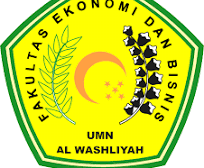 FAKULTAS EKONOMI DAN BISNIS
UMN
AL WASHLIYAH